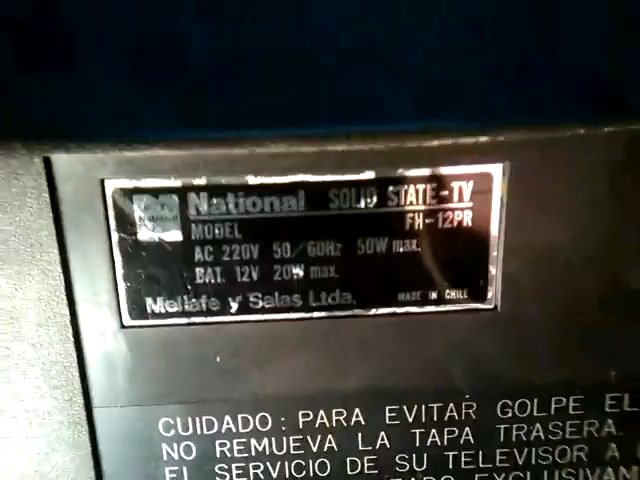 National SOLID STATE-TV
National
MODEL FH-12PR
AC 220V 50/60Hz 50W max.
BAT. 12V 20W max.
Mellafe y Salas Ltda. MADE IN CHILE
CUIDADO: PARA EVITAR GOLPE EL
NO REMUEVA LA TAPA TRASERA.
EL SERVICIO DE SU TELEVISOR A
EXCLUSIVAM